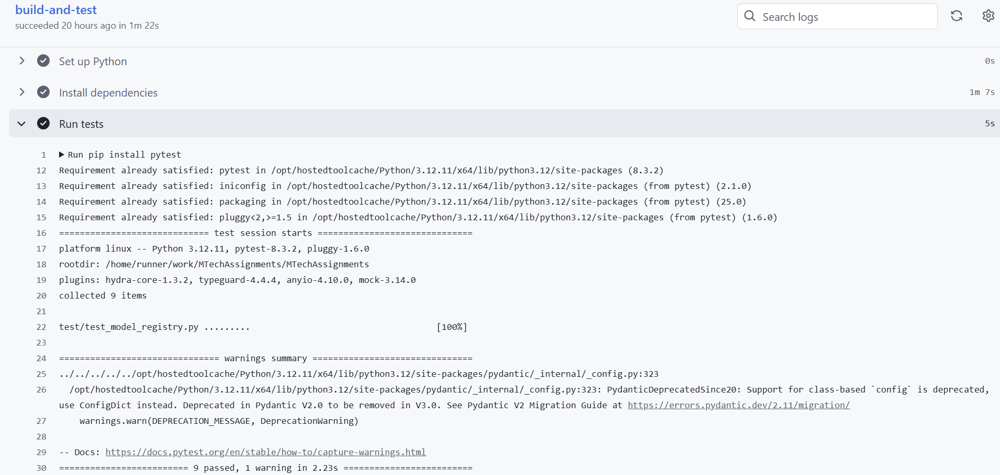 build-and-test
succeeded 20 hours ago in 1m 22s
Search logs
Set up Python 0s
Install dependencies 1m 7s
Run tests 5s
1 Run pip install pytest
12 Requirement already satisfied: pytest in /opt/hostedtoolcache/Python/3.12.11/x64/lib/python3.12/site-packages (8.3.2)
13 Requirement already satisfied: iniconfig in /opt/hostedtoolcache/Python/3.12.11/x64/lib/python3.12/site-packages (from pytest) (2.1.0)
14 Requirement already satisfied: packaging in /opt/hostedtoolcache/Python/3.12.11/x64/lib/python3.12/site-packages (from pytest) (25.0)
15 Requirement already satisfied: pluggy<2,>=1.5 in /opt/hostedtoolcache/Python/3.12.11/x64/lib/python3.12/site-packages (from pytest) (1.6.0)
16 ============================= test session starts ==============================
17 platform linux -- Python 3.12.11, pytest-8.3.2, pluggy-1.6.0
18 rootdir: /home/runner/work/MTechAssignments/MTechAssignments
19 plugins: hydra-core-1.3.2, typeguard-4.4.4, anyio-4.10.0, mock-3.14.0
20 collected 9 items
21
22 test/test_model_registry.py ......... [100%]
23
24 =============================== warnings summary ===============================
25 ../../../../../opt/hostedtoolcache/Python/3.12.11/x64/lib/python3.12/site-packages/pydantic/_internal/_config.py:323
26 /opt/hostedtoolcache/Python/3.12.11/x64/lib/python3.12/site-packages/pydantic/_internal/_config.py:323: PydanticDeprecatedSince20: Support for class-based `config` is deprecated,
use ConfigDict instead. Deprecated in Pydantic V2.0 to be removed in V3.0. See Pydantic V2 Migration Guide at https://errors.pydantic.dev/2.11/migration/
27 warnings.warn(DEPRECATION_MESSAGE, DeprecationWarning)
28
29 -- Docs: https://docs.pytest.org/en/stable/how-to/capture-warnings.html
30 ========================= 9 passed, 1 warning in 2.23s =========================